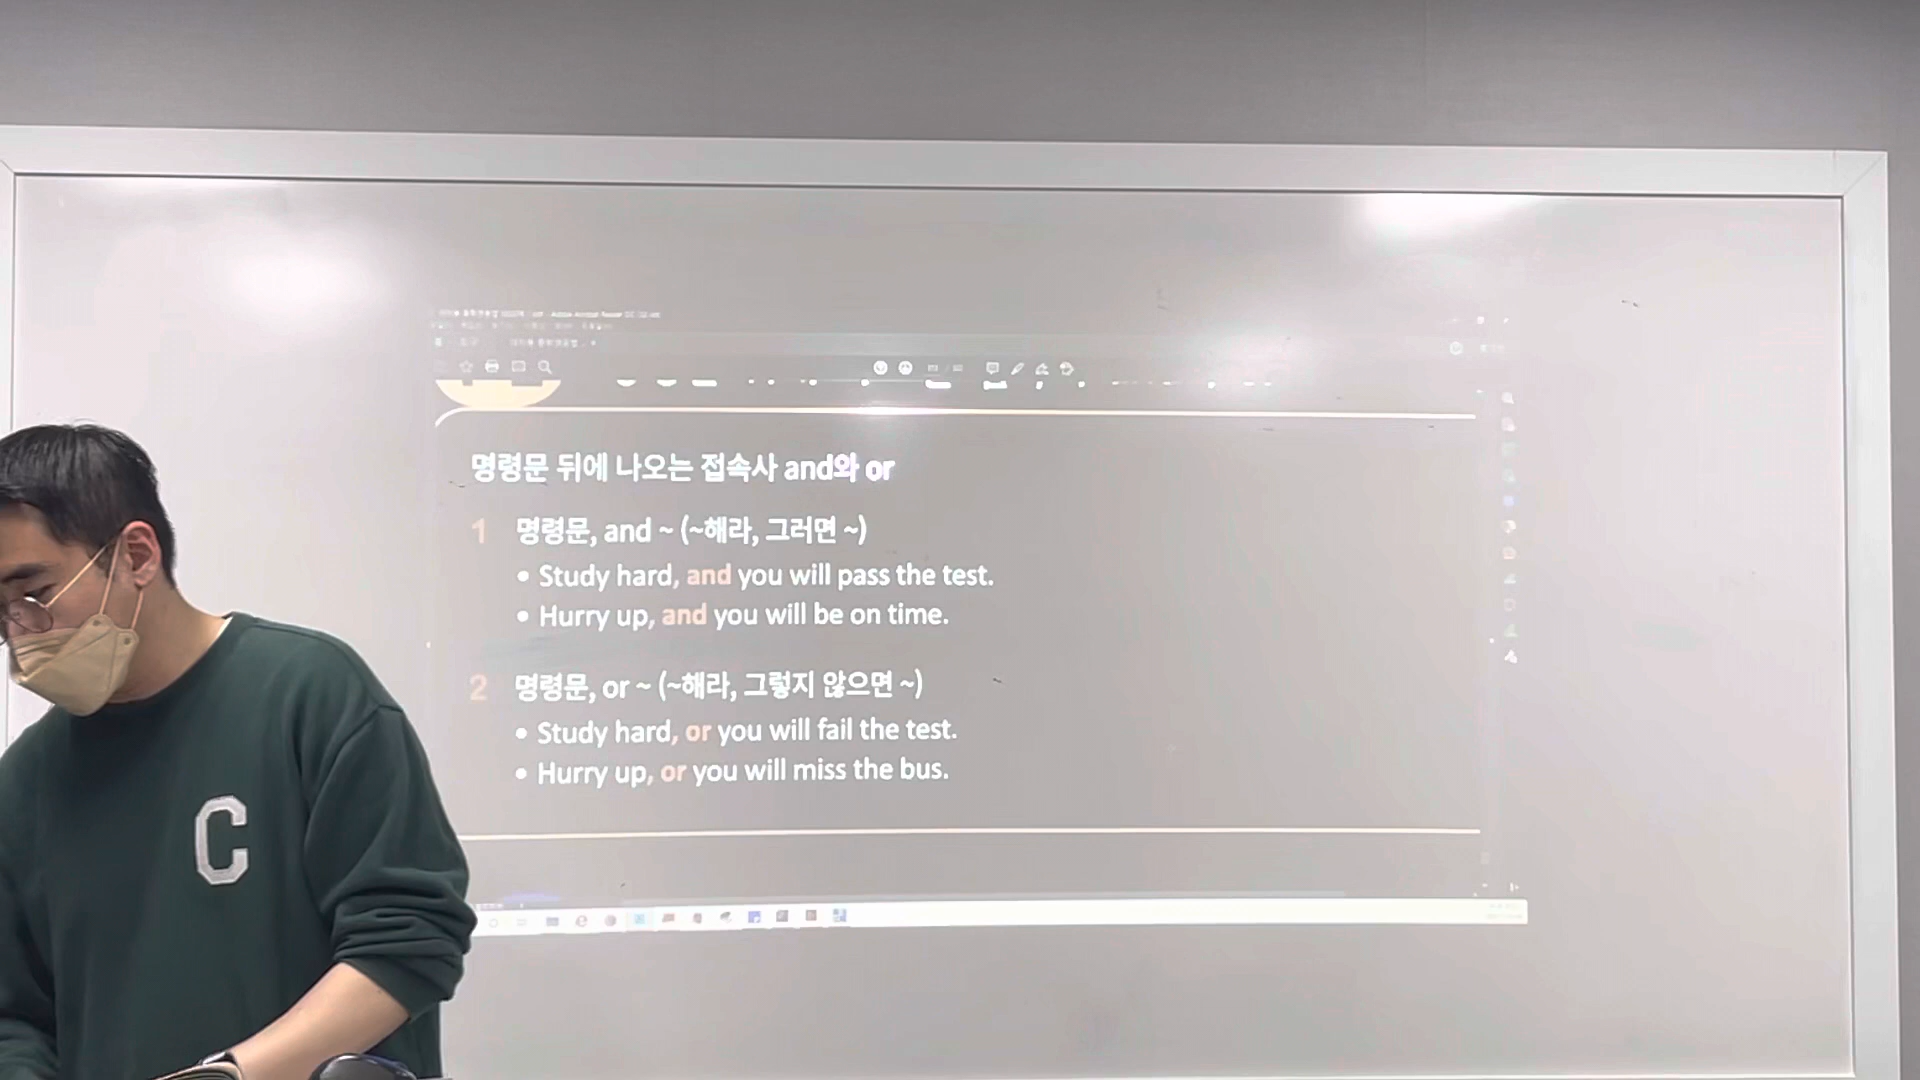 명령문 뒤에 나오는 접속사 and와 or
1 명령문, and ~ (~해라, 그러면 ~)
• Study hard, and you will pass the test.
• Hurry up, and you will be on time.
2 명령문, or ~ (~해라, 그렇지 않으면 ~)
• Study hard, or you will fail the test.
• Hurry up, or you will miss the bus.
C